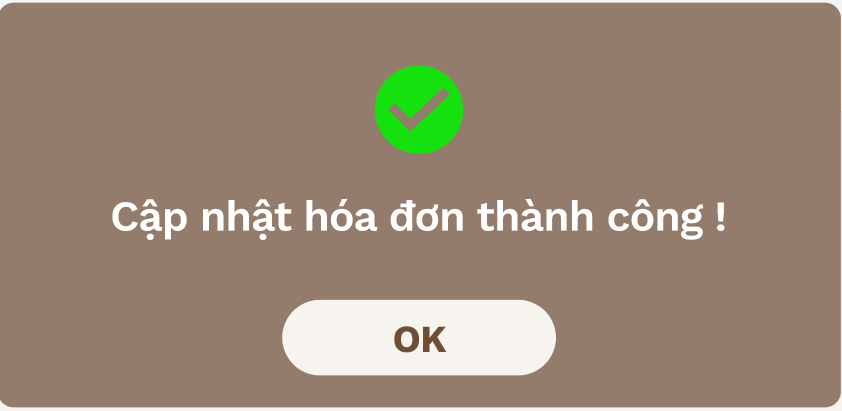 Cập nhật hóa đơn thành công !
OK